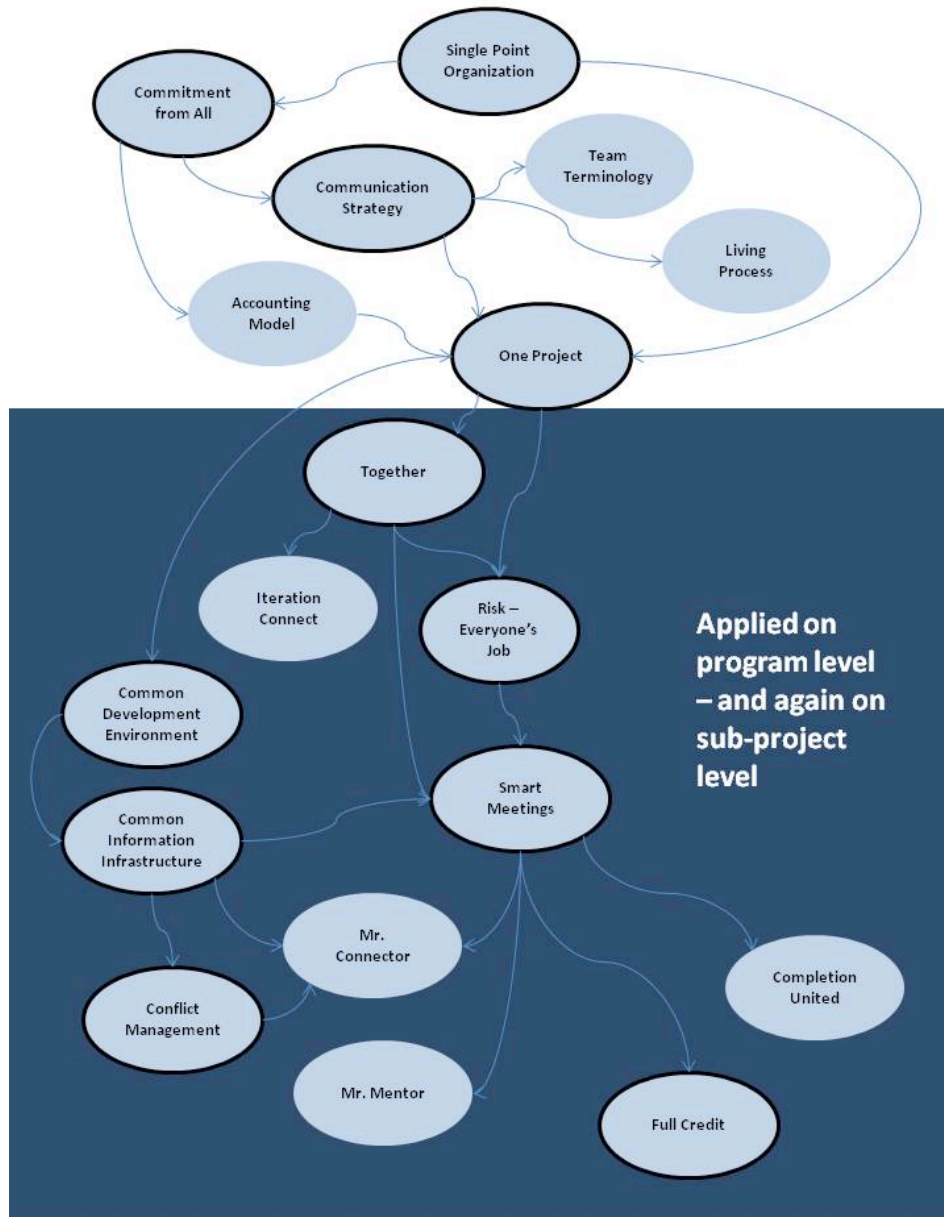 Single Point
Organization
Commitment
from All
Team
Terminology
Communication
Strategy
Living
Process
Accounting
Model
One Project
Together
Iteration
Connect
Risk –
Everyone's
Job
Applied on
program level
– and again on
sub-project
level
Common
Development
Environment
Smart
Meetings
Common
Information
Infrastructure
Mr.
Connector
Completion
United
Conflict
Management
Mr. Mentor
Full Credit